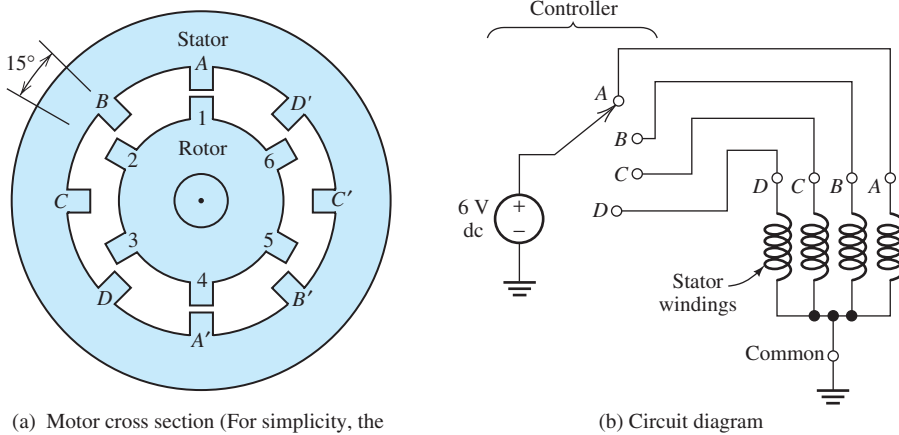 Stator
15°
A
B
D′
1
Rotor
2
6
C
C′
3
5
4
D
B′
A′
(a) Motor cross section (For simplicity, the
Controller
A
B
C
D
6 V
dc
+
−
D
C
B
A
Stator
windings
Common
(b) Circuit diagram